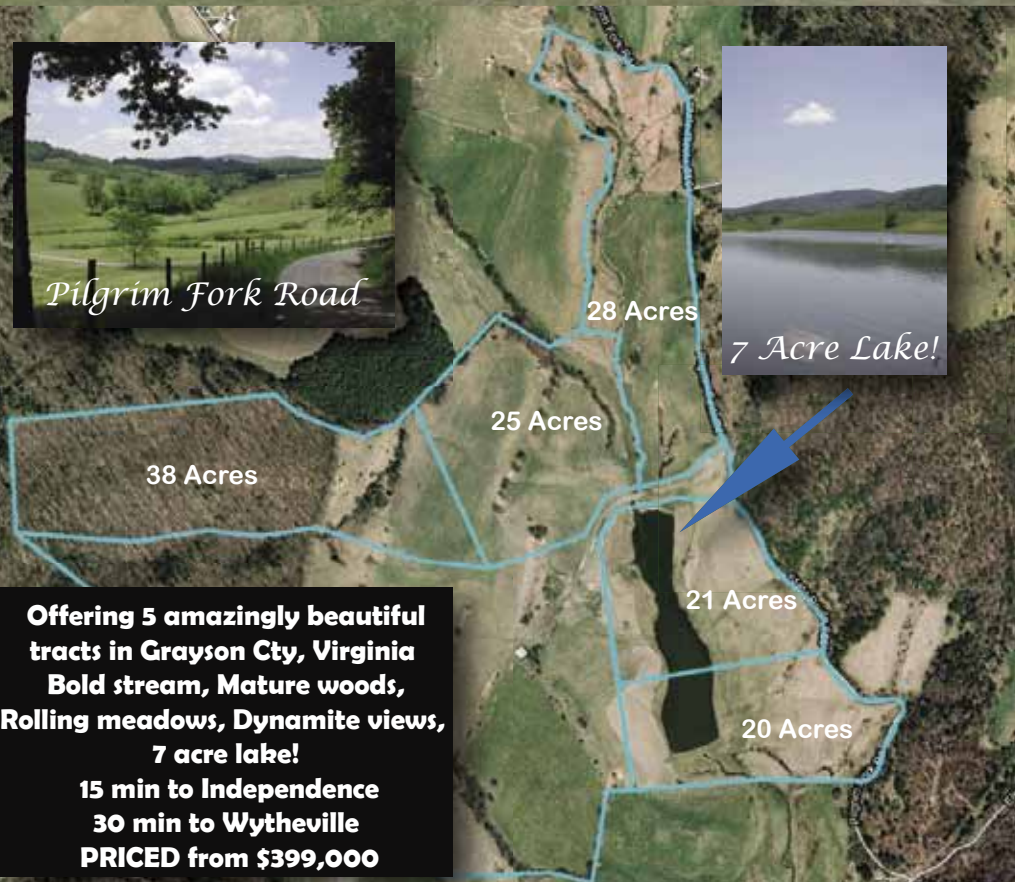 Pilgrim Fork Road
7 Acre Lake!
28 Acres
25 Acres
38 Acres
21 Acres
20 Acres
Offering 5 amazingly beautiful
tracts in Grayson Cty, Virginia
Bold stream, Mature woods,
Rolling meadows, Dynamite views,
7 acre lake!
15 min to Independence
30 min to Wytheville
PRICED from $399,000